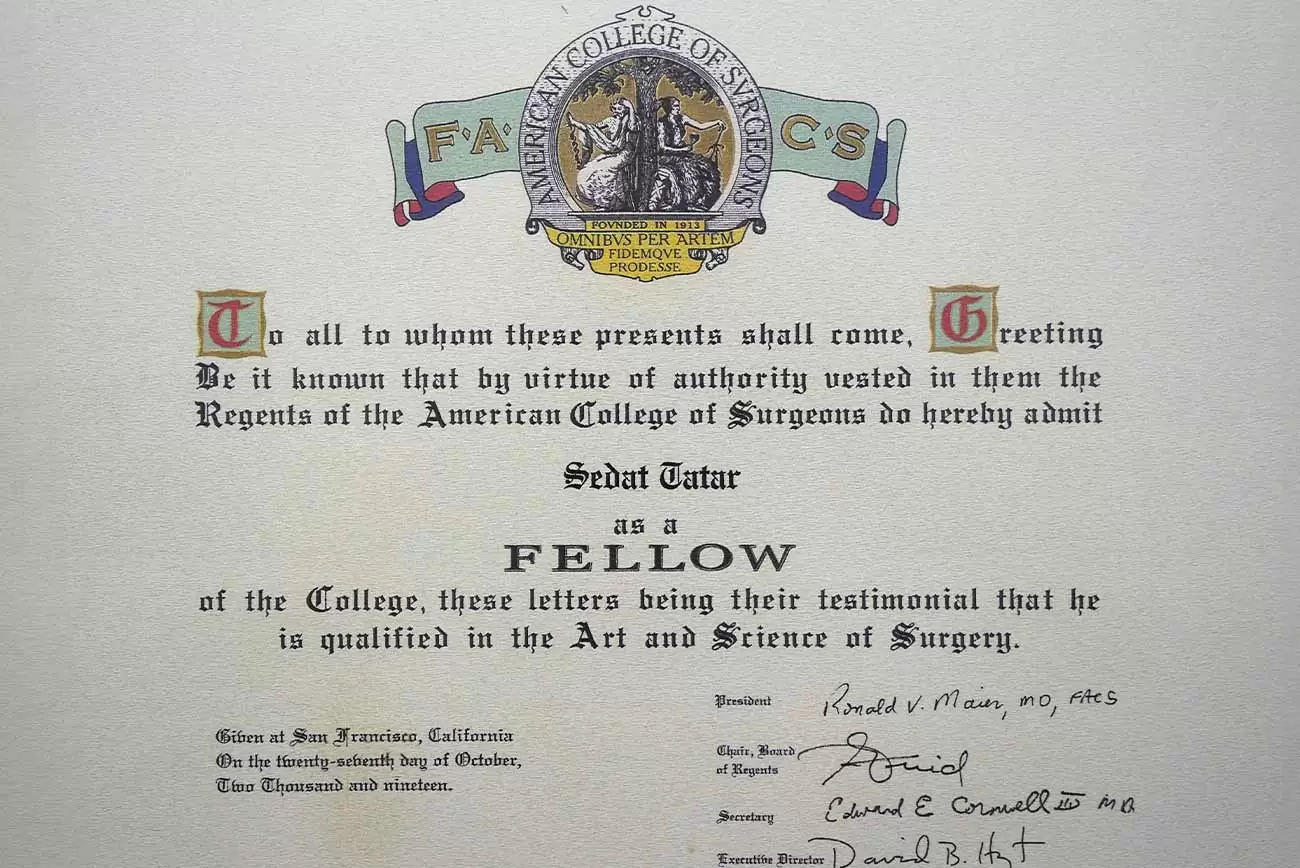 AMERICAN COLLEGE OF SVRGEONS
F·A·
C·S
FOVNDED IN 1913
OMNIBVS PER ARTEM
FIDEMQVE
PRODESSE
To all to whom these presents shall come, Greeting
Be it known that by virtue of authority vested in them the
Regents of the American College of Surgeons do hereby admit
Sedat Tatar
as a
FELLOW
of the College, these letters being their testimonial that he
is qualified in the Art and Science of Surgery.
Given at San Francisco, California
On the twenty-seventh day of October,
Two Thousand and nineteen.
President Ronald V. Maier, MD, FACS
Chair, Board
of Regents
Secretary Edward E Cornwell III MD
Executive Director David B. Hoyt